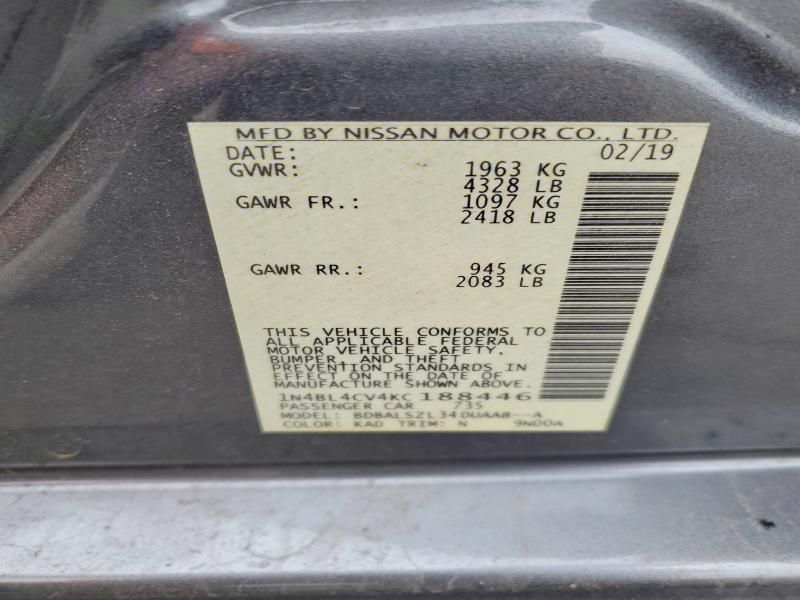 MFD BY NISSAN MOTOR CO., LTD.
DATE: 02/19
GVWR: 1963 KG
4328 LB
GAWR FR.: 1097 KG
2418 LB
GAWR RR.: 945 KG
2083 LB
THIS VEHICLE CONFORMS TO
ALL APPLICABLE FEDERAL
MOTOR VEHICLE SAFETY,
BUMPER, AND THEFT
PREVENTION STANDARDS IN
EFFECT ON THE DATE OF
MANUFACTURE SHOWN ABOVE.
1N4BL4CV4KC188446
PASSENGER CAR 735
MODEL: BDBALSZL34DUAAB--A
COLOR: KAD TRIM: N 9N00A